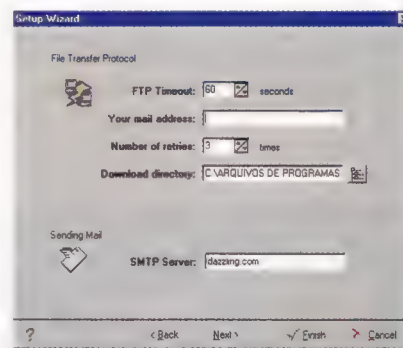 Setup Wizard
File Transfer Protocol
FTP Timeout: 60 seconds
Your mail address:
Number of retries: 3 times
Download directory: C:\ARQUIVOS DE PROGRAMAS
Sending Mail
SMTP Server: dazzling.com
? < Back Next > Finish Cancel